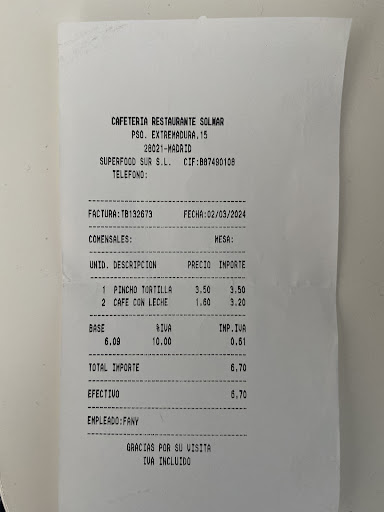 CAFETERIA RESTAURANTE SOLMAR
PSO. EXTREMADURA,15
28021-MADRID
SUPERFOOD SUR S.L. CIF:B87490108
TELEFONO:
FACTURA:TB132673 FECHA:02/03/2024
COMENSALES: MESA:
UNID. DESCRIPCION PRECIO IMPORTE
1 PINCHO TORTILLA 3.50 3.50
2 CAFE CON LECHE 1.60 3.20
BASE %IVA IMP.IVA
6.09 10.00 0.61
TOTAL IMPORTE 6.70
EFECTIVO 6.70
EMPLEADO:FANY
GRACIAS POR SU VISITA
IVA INCLUIDO